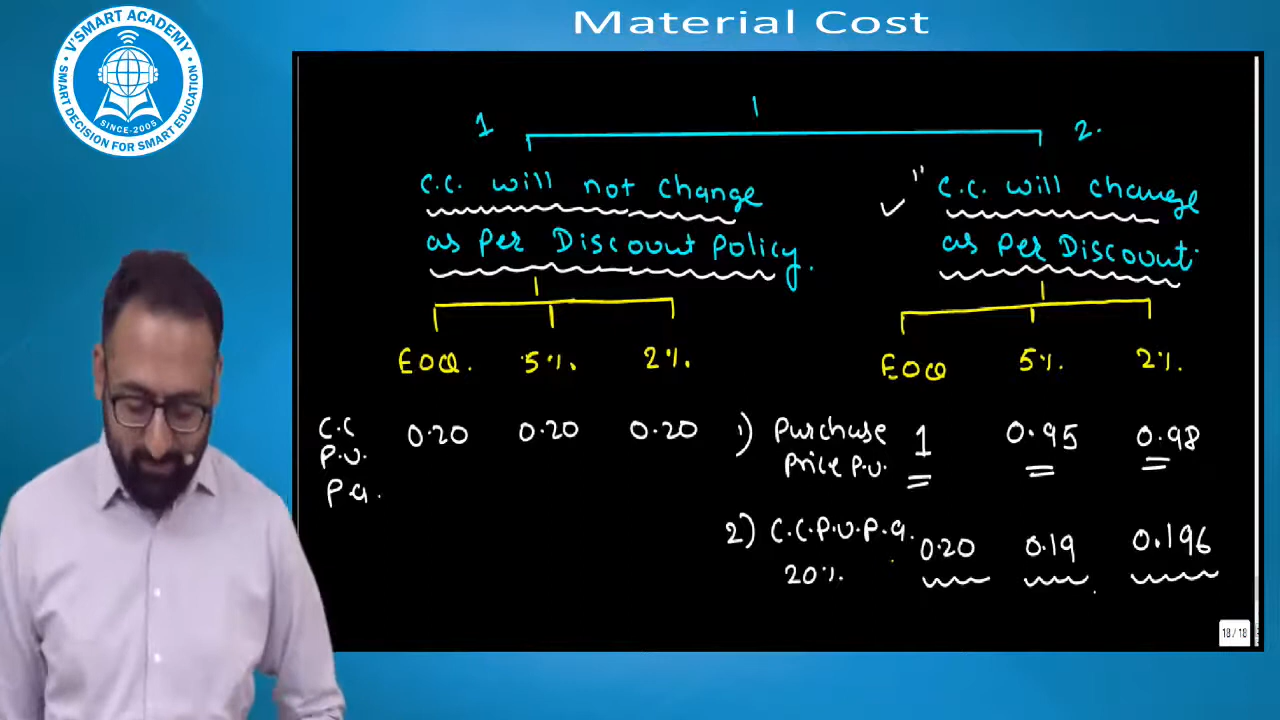 Material Cost
V'SMART ACADEMY
SINCE-2005
SMART DECISION FOR SMART EDUCATION
1
2.
C.C. will not change
as per Discount policy.
C.C. will change
as per Discount.
EOQ. 5%. 2%.
EOQ 5%. 2%.
C.C P.U. P.a. 0.20 0.20 0.20
1) Purchase price P.U. 1 0.95 0.98
2) C.C.P.U.P.a. 20%. 0.20 0.19 0.196
18/18